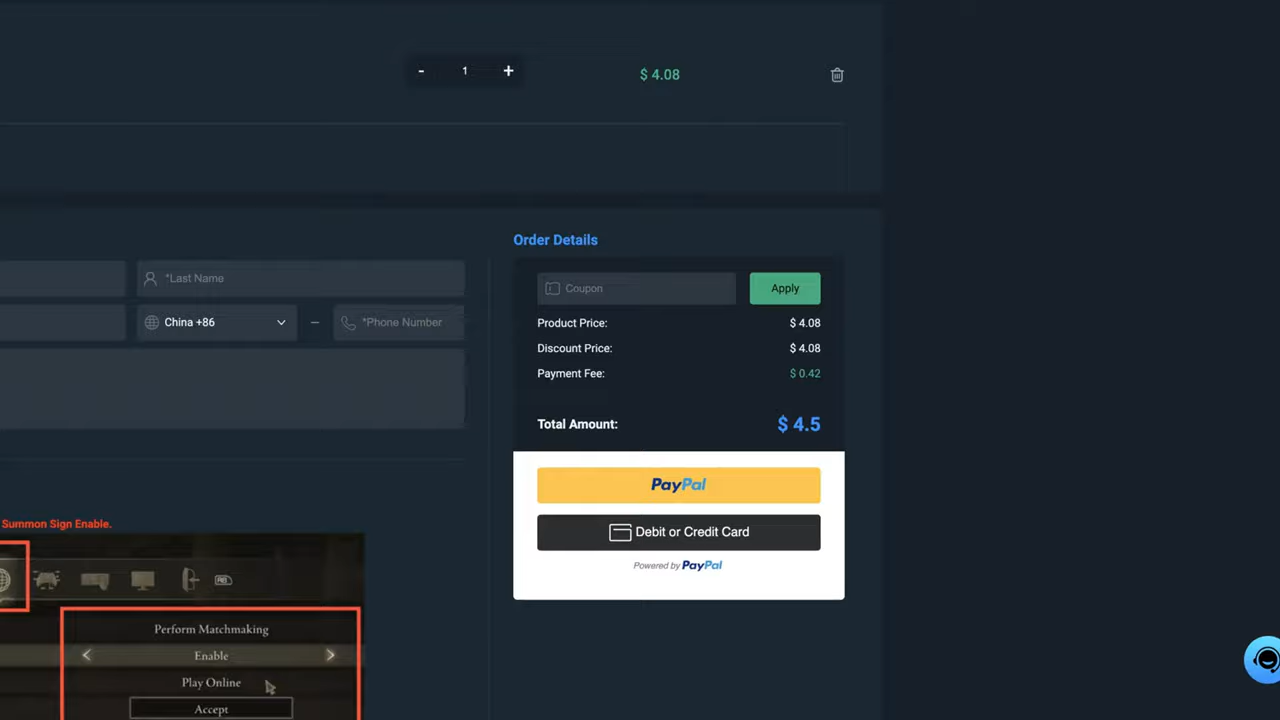 - 1 +
$ 4.08
Order Details
*Last Name
Coupon
Apply
China +86
–
*Phone Number
Product Price:
$ 4.08
Discount Price:
$ 4.08
Payment Fee:
$ 0.42
Total Amount:
$ 4.5
PayPal
Debit or Credit Card
Powered by PayPal
Summon Sign Enable.
Perform Matchmaking
< Enable >
Play Online
Accept